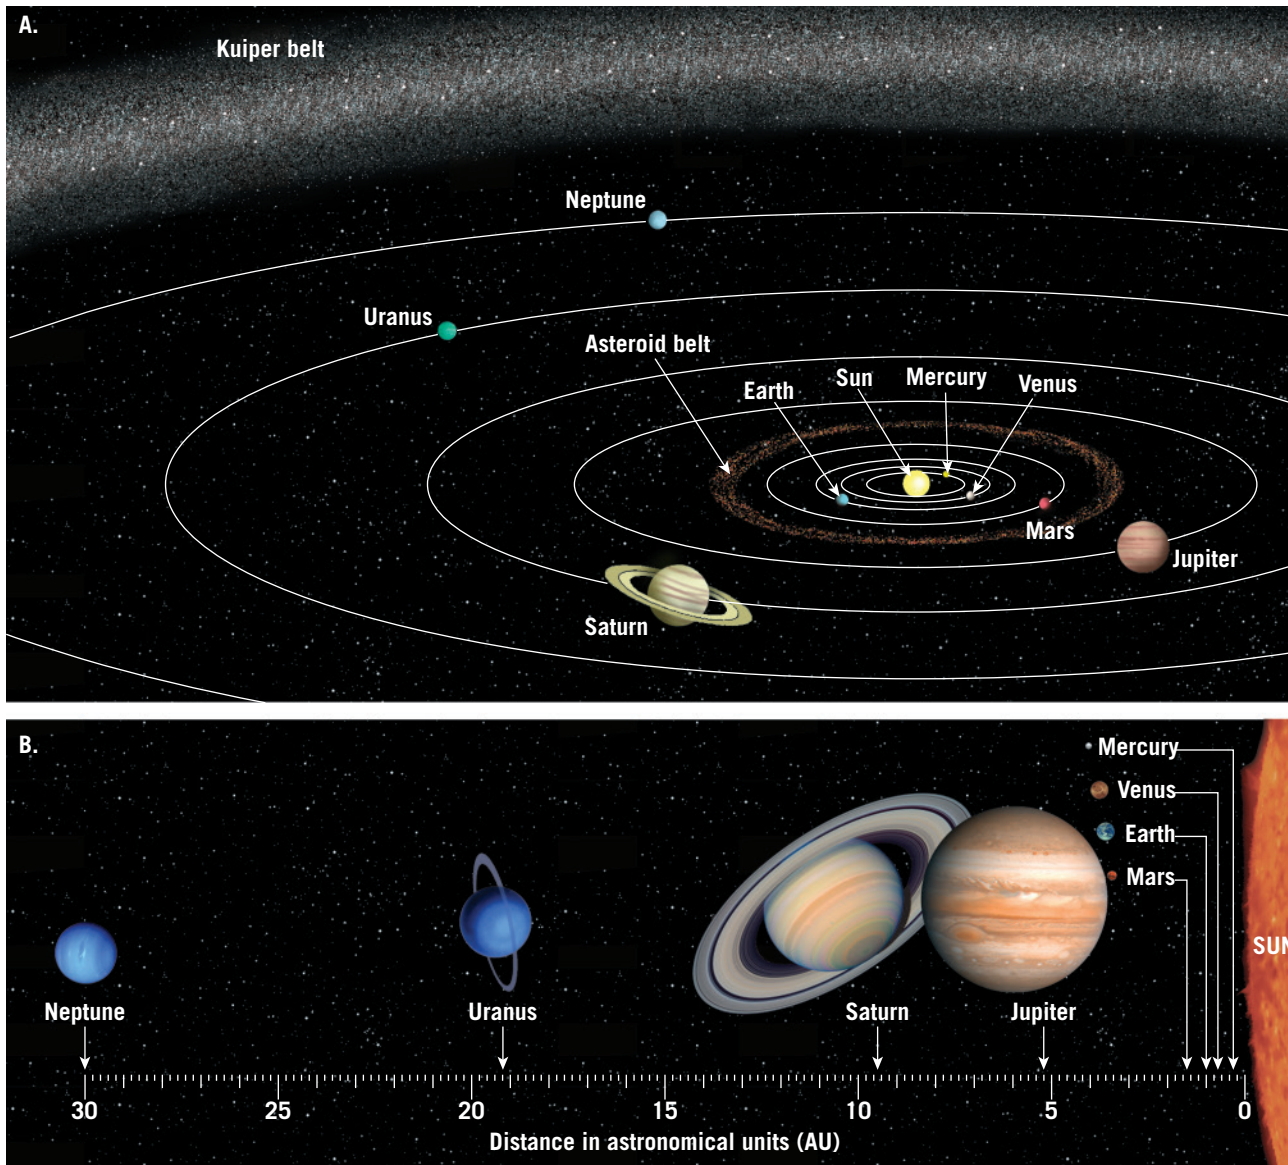 A.
Kuiper belt
Neptune
Uranus
Asteroid belt
Sun
Mercury
Venus
Earth
Mars
Jupiter
Saturn
B.
Mercury
Venus
Earth
Mars
SUN
Neptune
Uranus
Saturn
Jupiter
30
25
20
15
10
5
0
Distance in astronomical units (AU)